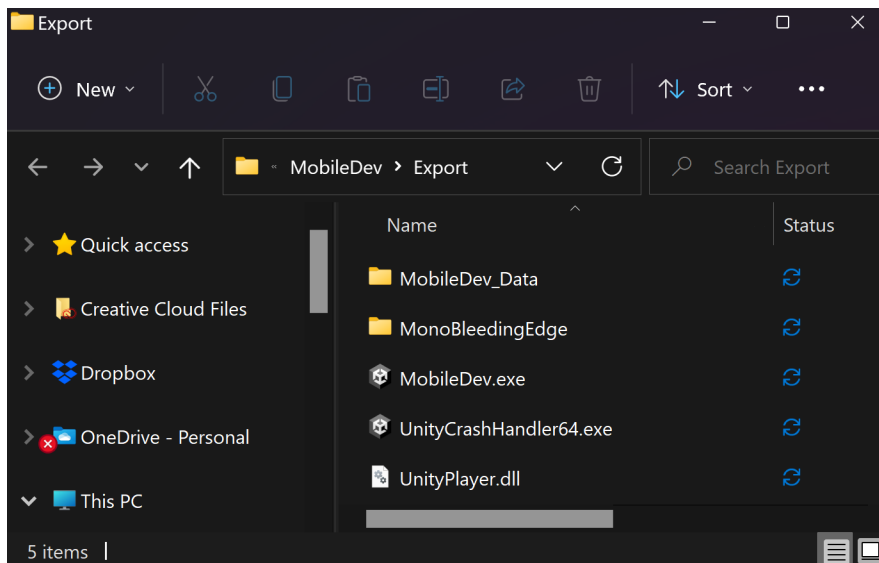 Export
New
Sort
MobileDev > Export
Search Export
Name
Status
Quick access
Creative Cloud Files
Dropbox
OneDrive - Personal
This PC
MobileDev_Data
MonoBleedingEdge
MobileDev.exe
UnityCrashHandler64.exe
UnityPlayer.dll
5 items